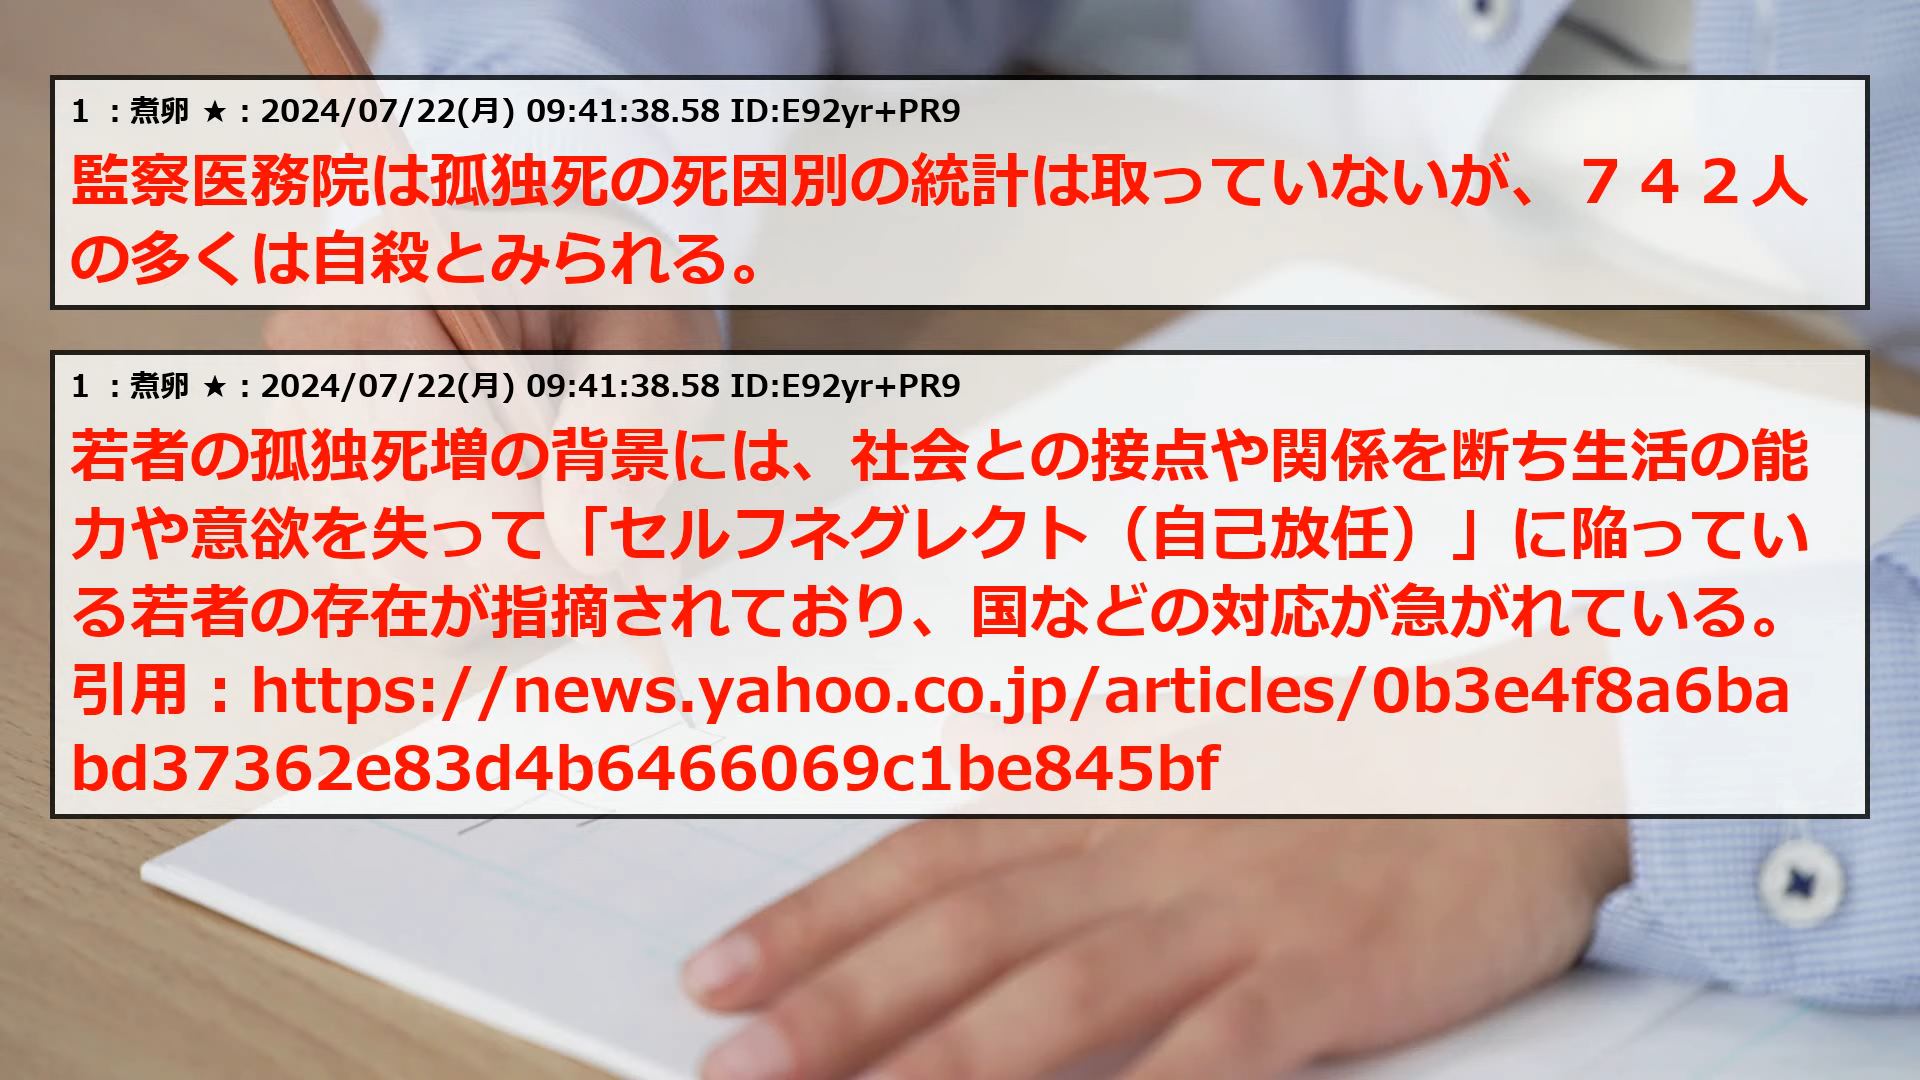 1 ：煮卵 ★：2024/07/22(月) 09:41:38.58 ID:E92yr+PR9
監察医務院は孤独死の死因別の統計は取っていないが、７４２人
の多くは自殺とみられる。
1 ：煮卵 ★：2024/07/22(月) 09:41:38.58 ID:E92yr+PR9
若者の孤独死増の背景には、社会との接点や関係を断ち生活の能
力や意欲を失って「セルフネグレクト（自己放任）」に陥ってい
る若者の存在が指摘されており、国などの対応が急がれている。
引用：https://news.yahoo.co.jp/articles/0b3e4f8a6ba
bd37362e83d4b6466069c1be845bf